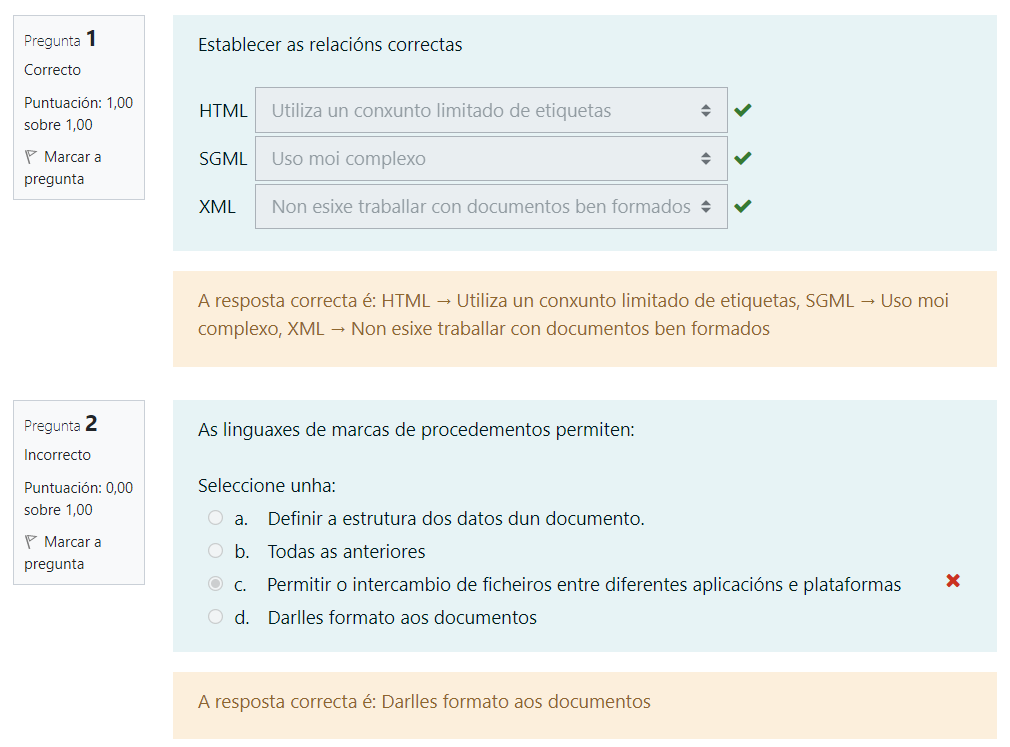 Pregunta 1
Correcto
Puntuación: 1,00
sobre 1,00
Marcar a
pregunta
Establecer as relacións correctas
HTML Utiliza un conxunto limitado de etiquetas
SGML Uso moi complexo
XML Non esixe traballar con documentos ben formados
A resposta correcta é: HTML → Utiliza un conxunto limitado de etiquetas, SGML → Uso moi
complexo, XML → Non esixe traballar con documentos ben formados
Pregunta 2
Incorrecto
Puntuación: 0,00
sobre 1,00
Marcar a
pregunta
As linguaxes de marcas de procedementos permiten:
Seleccione unha:
a. Definir a estrutura dos datos dun documento.
b. Todas as anteriores
c. Permitir o intercambio de ficheiros entre diferentes aplicacións e plataformas
d. Darlles formato aos documentos
A resposta correcta é: Darlles formato aos documentos